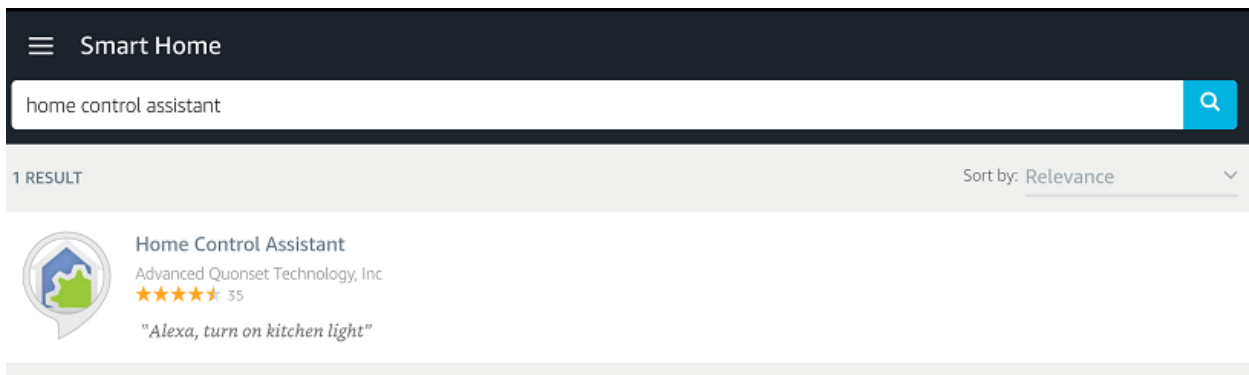 Smart Home
home control assistant
1 RESULT
Sort by: Relevance
Home Control Assistant
Advanced Quonset Technology, Inc
35
"Alexa, turn on kitchen light"